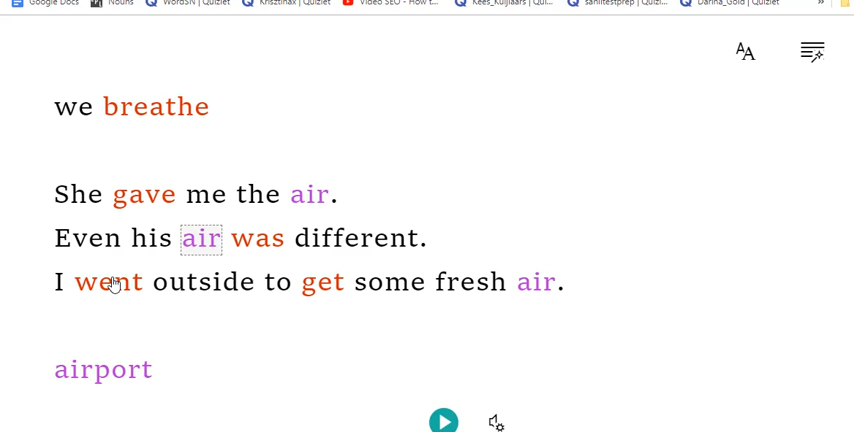 Google Docs Nouns WordSN | Quizlet Krisztinax | Quizlet Video SEO - How t... Kees_Kuijlaars | Qui... saniitestprep | Quizl... Darina_Gold | Quizlet »
we breathe
She gave me the air.
Even his air was different.
I went outside to get some fresh air.
airport